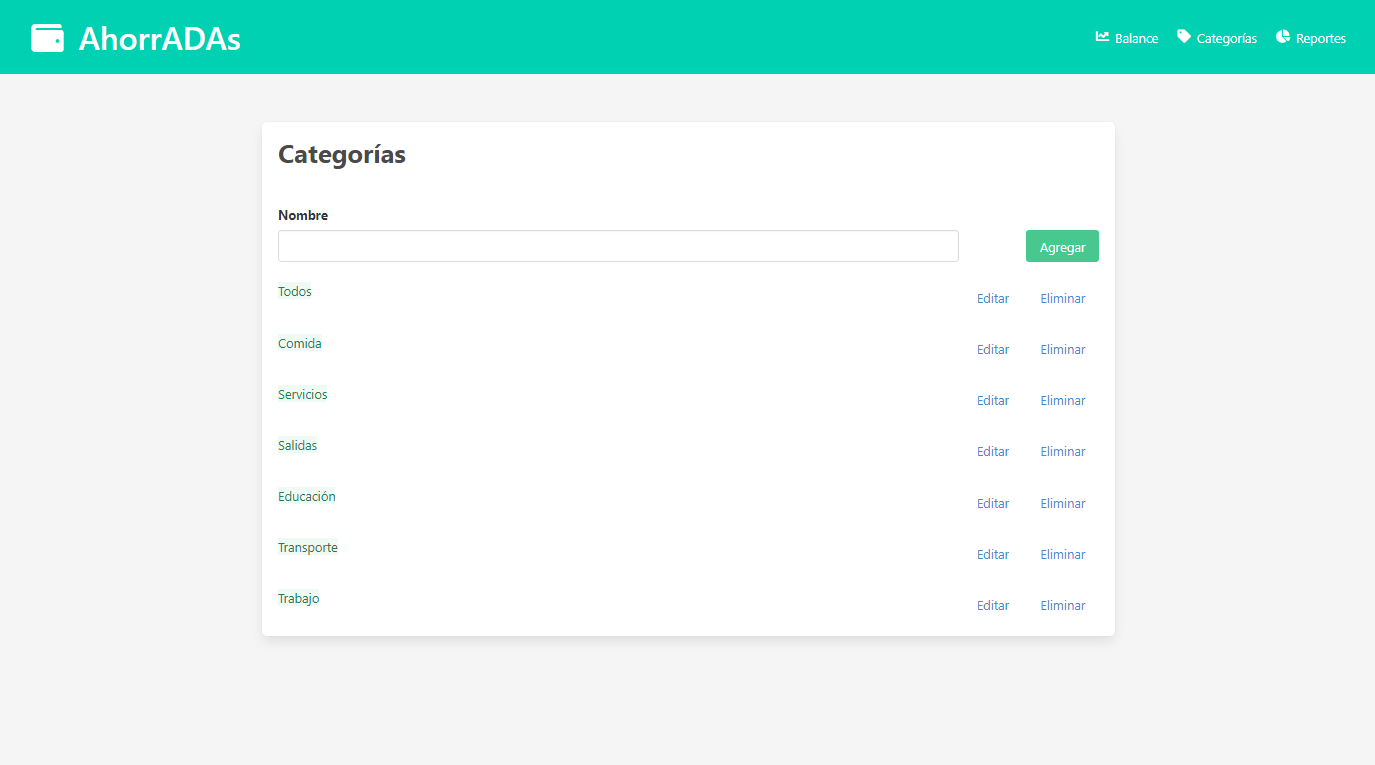 AhorrADAs
Balance Categorías Reportes
Categorías
Nombre
Agregar
Todos Editar Eliminar
Comida Editar Eliminar
Servicios Editar Eliminar
Salidas Editar Eliminar
Educación Editar Eliminar
Transporte Editar Eliminar
Trabajo Editar Eliminar